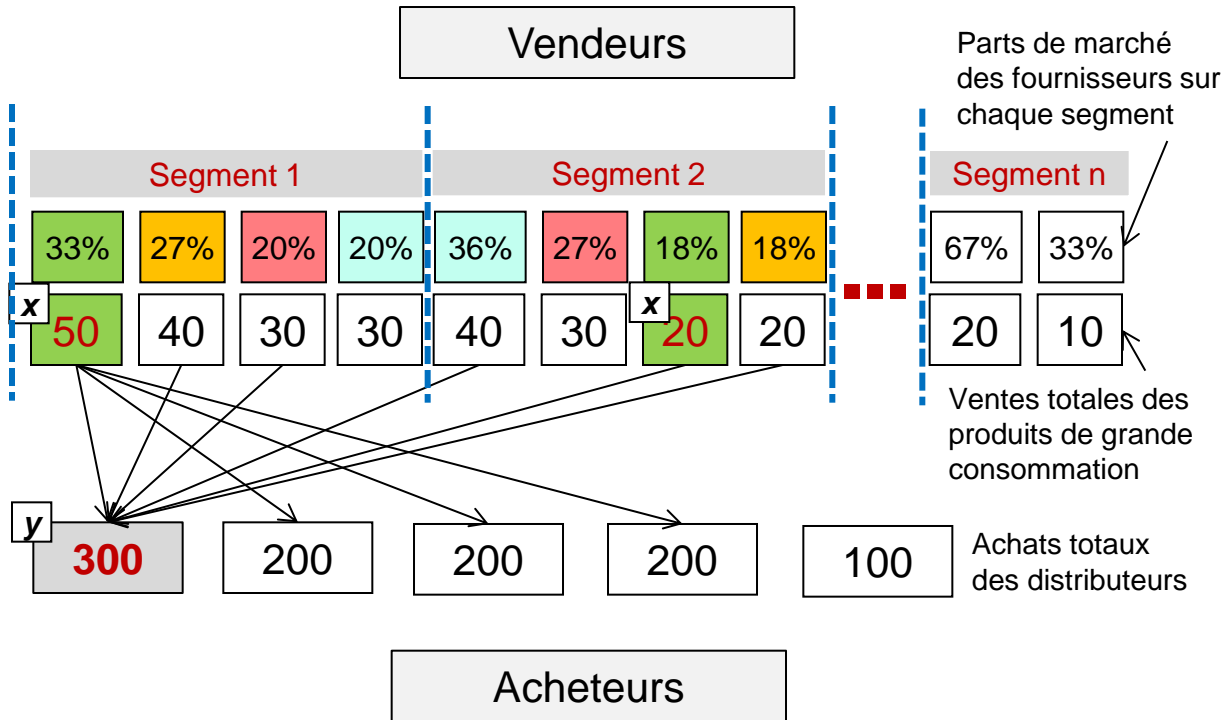 Vendeurs
Parts de marché
des fournisseurs sur
chaque segment
Segment 1
Segment 2
Segment n
33% 27% 20% 20% 36% 27% 18% 18% 67% 33%
x x
50 40 30 30 40 30 20 20 20 10
Ventes totales des
produits de grande
consommation
y
300 200 200 200 100
Achats totaux
des distributeurs
Acheteurs